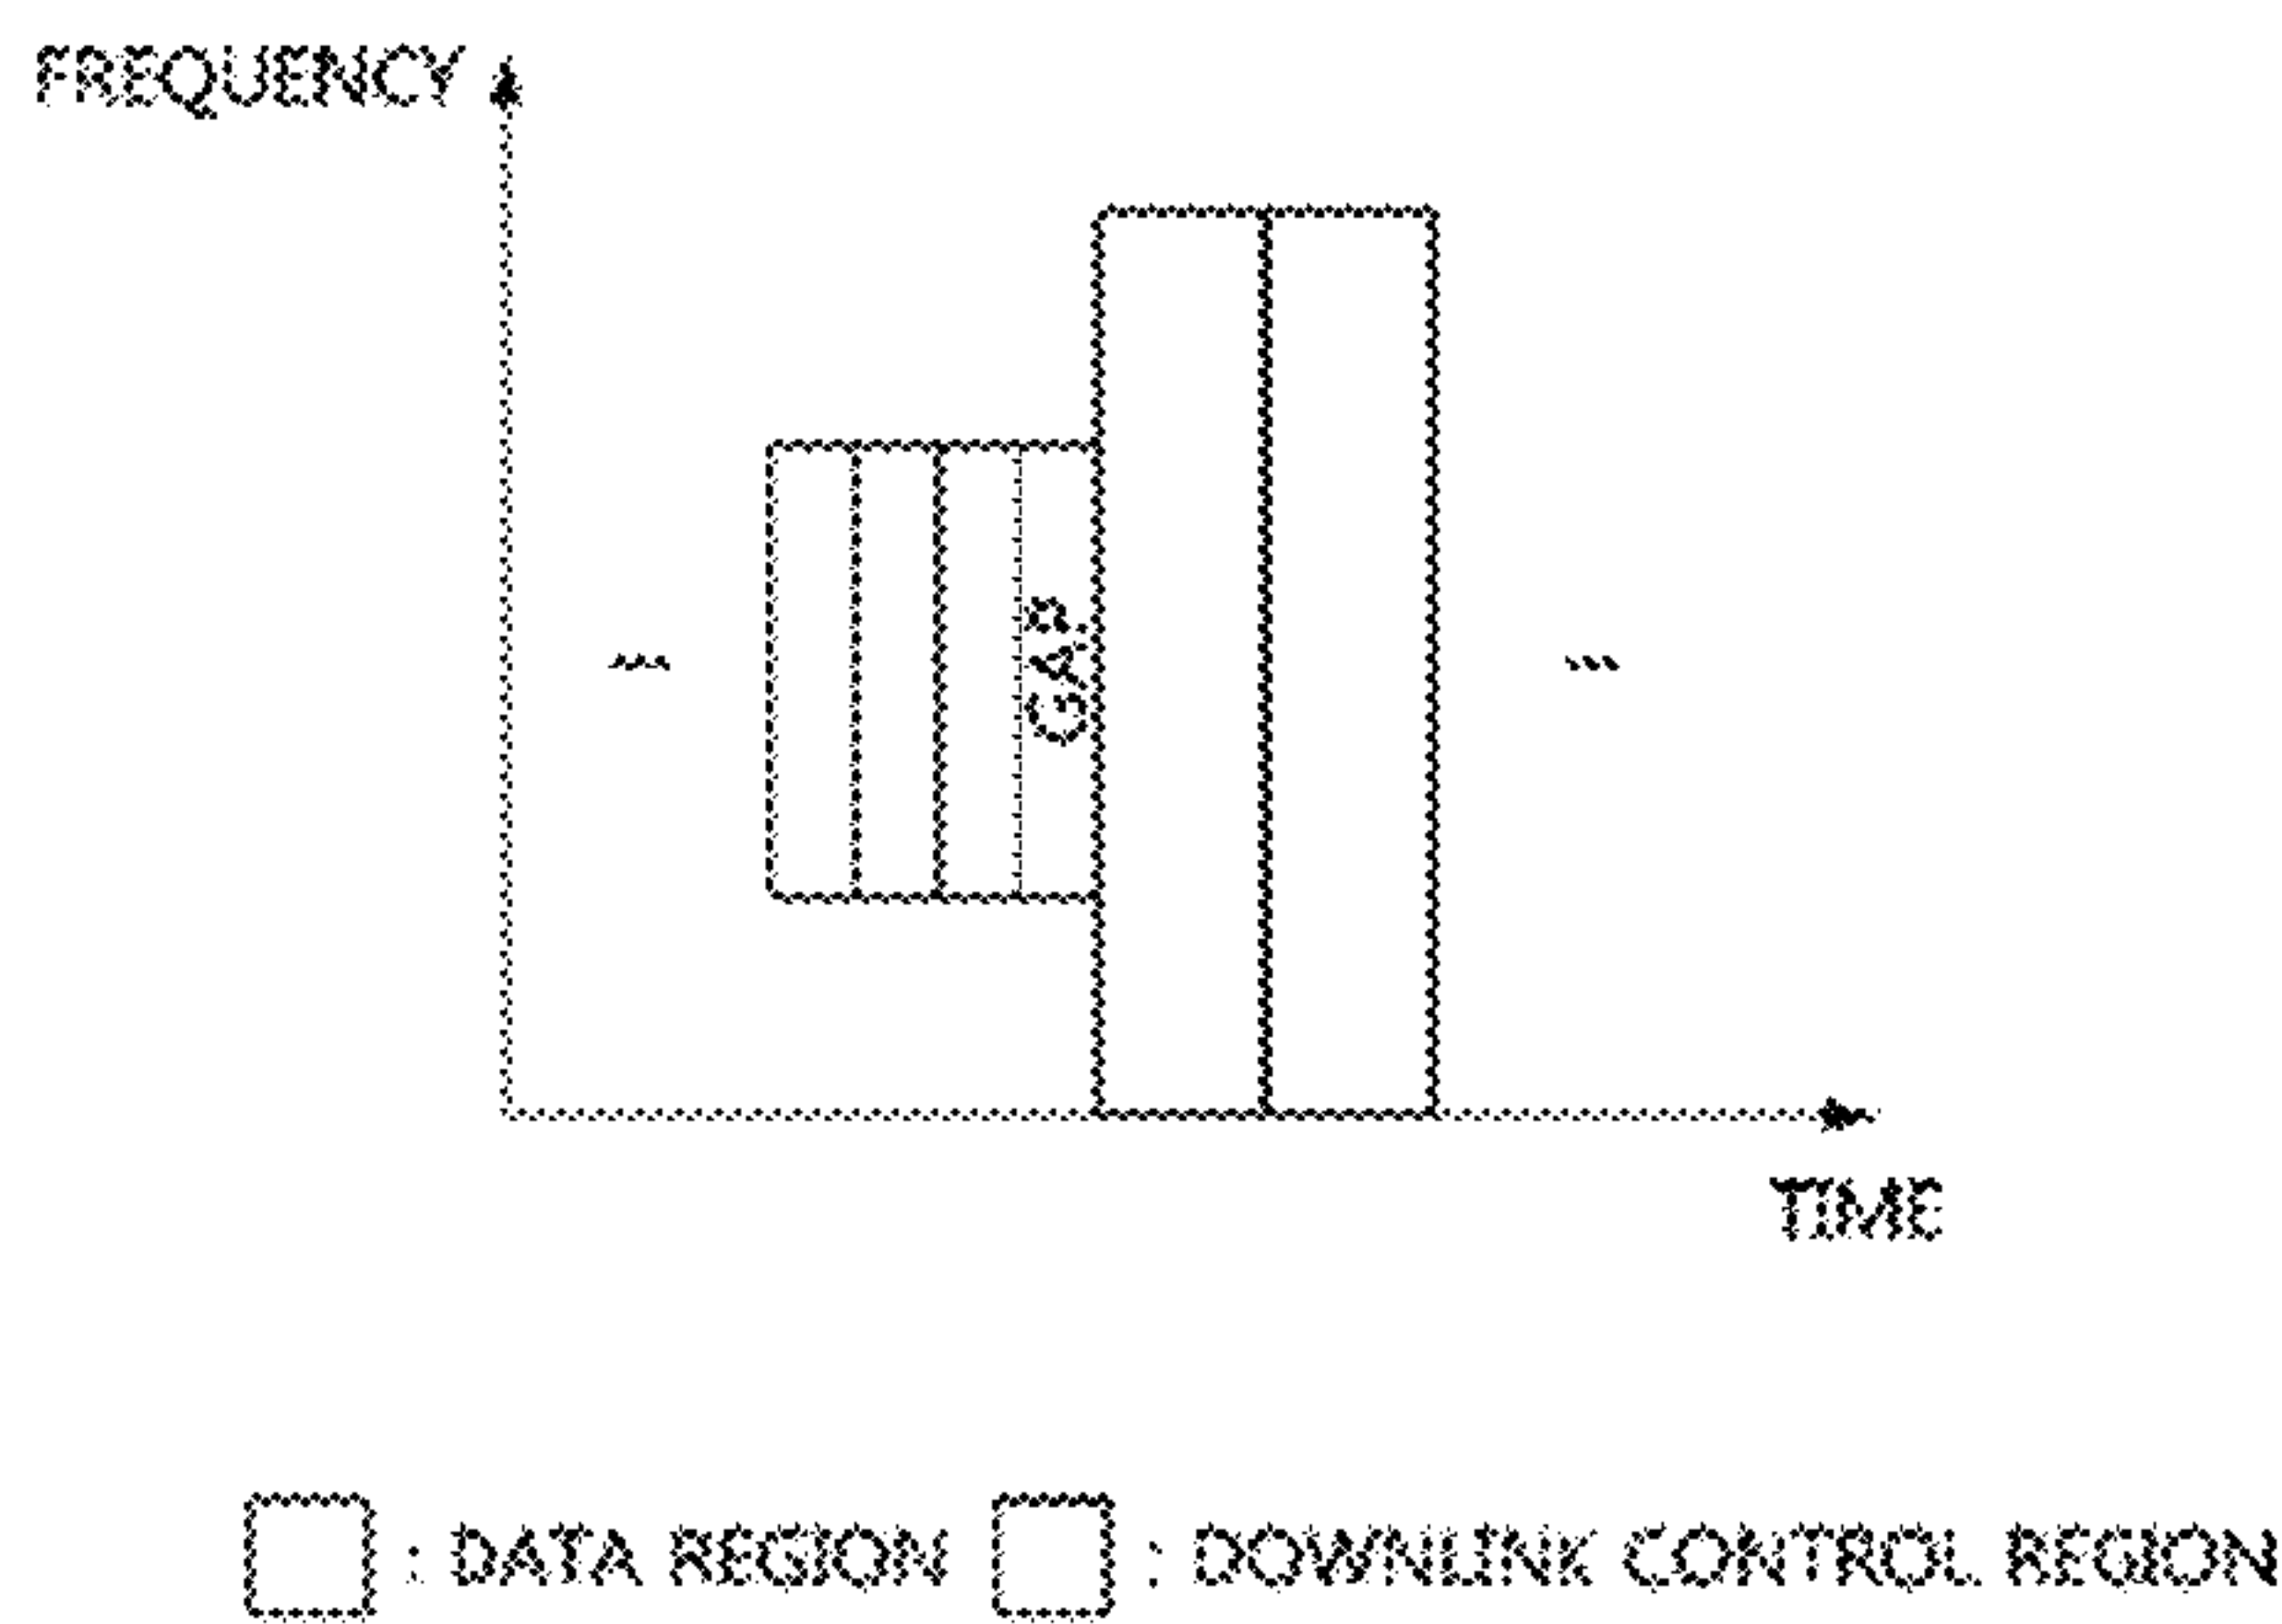 FREQUENCY
GAP
TIME
: DATA REGION : DOWNLINK CONTROL REGION